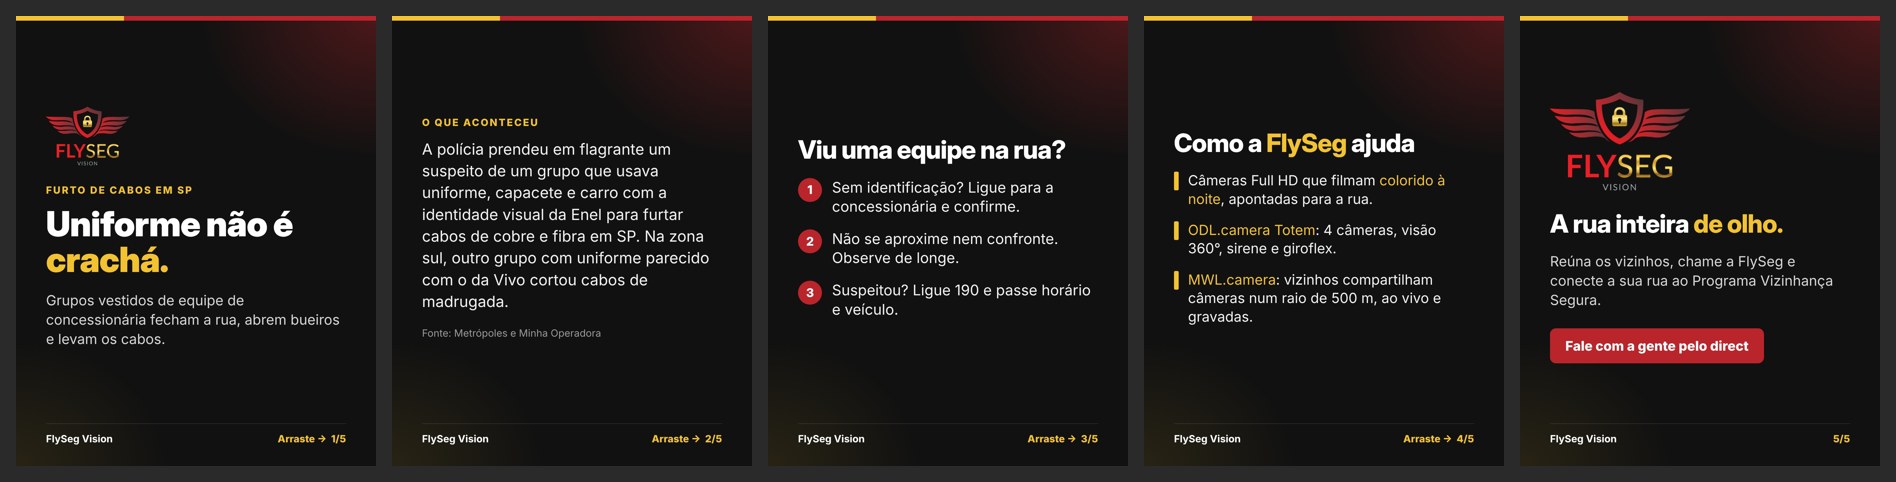 FLYSEG
VISION
FURTO DE CABOS EM SP
Uniforme não é
crachá.
Grupos vestidos de equipe de
concessionária fecham a rua, abrem bueiros
e levam os cabos.
FlySeg Vision
Arraste → 1/5
O QUE ACONTECEU
A polícia prendeu em flagrante um
suspeito de um grupo que usava
uniforme, capacete e carro com a
identidade visual da Enel para furtar
cabos de cobre e fibra em SP. Na zona
sul, outro grupo com uniforme parecido
com o da Vivo cortou cabos de
madrugada.
Fonte: Metrópoles e Minha Operadora
FlySeg Vision
Arraste → 2/5
Viu uma equipe na rua?
1 Sem identificação? Ligue para a
concessionária e confirme.
2 Não se aproxime nem confronte.
Observe de longe.
3 Suspeitou? Ligue 190 e passe horário
e veículo.
FlySeg Vision
Arraste → 3/5
Como a FlySeg ajuda
Câmeras Full HD que filmam colorido à
noite, apontadas para a rua.
ODL.camera Totem: 4 câmeras, visão
360°, sirene e giroflex.
MWL.camera: vizinhos compartilham
câmeras num raio de 500 m, ao vivo e
gravadas.
FlySeg Vision
Arraste → 4/5
FLYSEG
VISION
A rua inteira de olho.
Reúna os vizinhos, chame a FlySeg e
conecte a sua rua ao Programa Vizinhança
Segura.
Fale com a gente pelo direct
FlySeg Vision
5/5